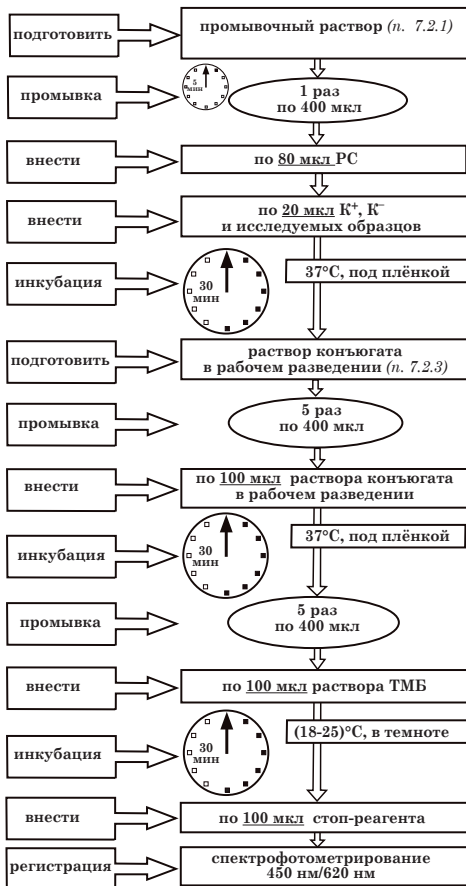 подготовить
промывочный раствор (п. 7.2.1)
промывка
5
мин
1 раз
по 400 мкл
внести
по 80 мкл РС
внести
по 20 мкл К⁺, К⁻
и исследуемых образцов
инкубация
30
мин
37°С, под плёнкой
подготовить
раствор конъюгата
в рабочем разведении (п. 7.2.3)
промывка
5 раз
по 400 мкл
внести
по 100 мкл раствора конъюгата
в рабочем разведении
инкубация
30
мин
37°С, под плёнкой
промывка
5 раз
по 400 мкл
внести
по 100 мкл раствора ТМБ
инкубация
30
мин
(18-25)°С, в темноте
внести
по 100 мкл стоп-реагента
регистрация
спектрофотометрирование
450 нм/620 нм